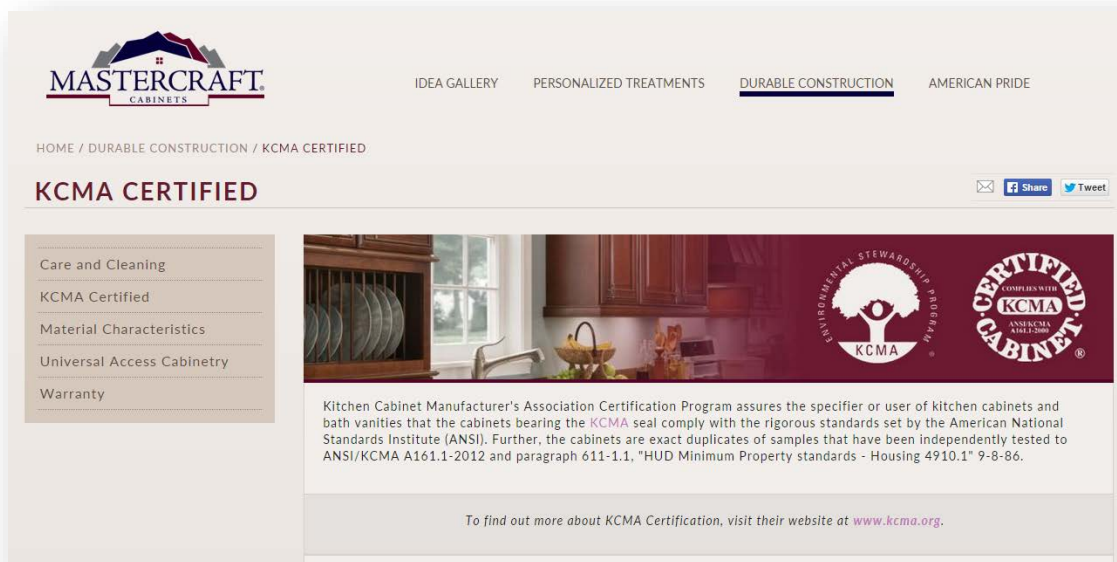 MASTERCRAFT®
CABINETS
IDEA GALLERY PERSONALIZED TREATMENTS DURABLE CONSTRUCTION AMERICAN PRIDE
HOME / DURABLE CONSTRUCTION / KCMA CERTIFIED
KCMA CERTIFIED
Share Tweet
Care and Cleaning
KCMA Certified
Material Characteristics
Universal Access Cabinetry
Warranty
ENVIRONMENTAL STEWARDSHIP PROGRAM
KCMA®
CERTIFIED
COMPLIES WITH
KCMA
ANSI/KCMA
A161.1-2000
CABINET®
Kitchen Cabinet Manufacturer's Association Certification Program assures the specifier or user of kitchen cabinets and
bath vanities that the cabinets bearing the KCMA seal comply with the rigorous standards set by the American National
Standards Institute (ANSI). Further, the cabinets are exact duplicates of samples that have been independently tested to
ANSI/KCMA A161.1-2012 and paragraph 611-1.1, "HUD Minimum Property standards - Housing 4910.1" 9-8-86.
To find out more about KCMA Certification, visit their website at www.kcma.org.